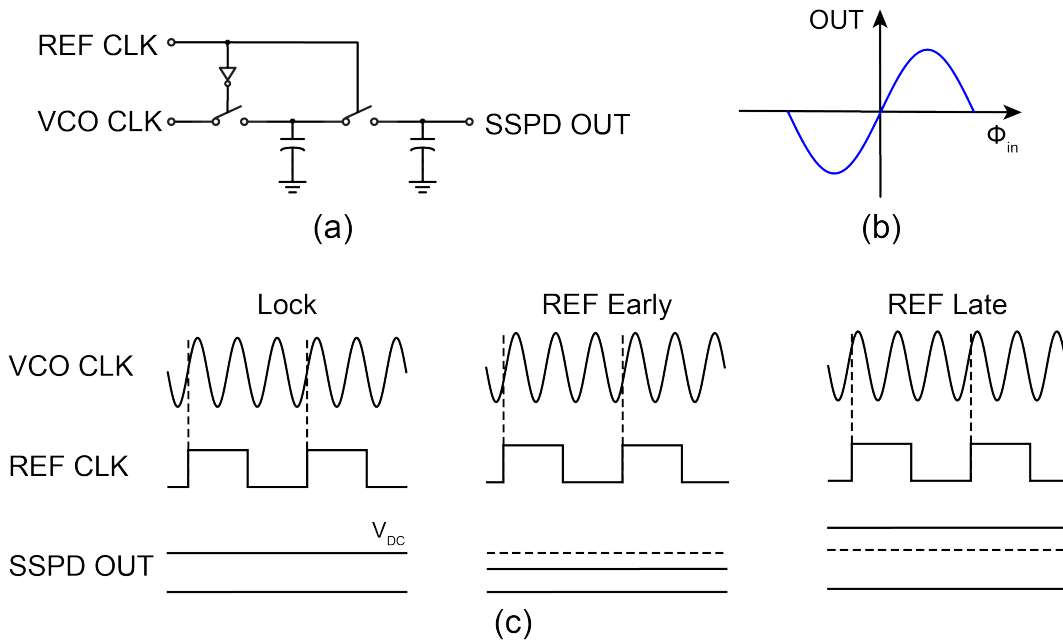 REF CLK
VCO CLK
SSPD OUT
(a)
OUT
Φin
(b)
Lock
REF Early
REF Late
VCO CLK
REF CLK
VDC
SSPD OUT
(c)